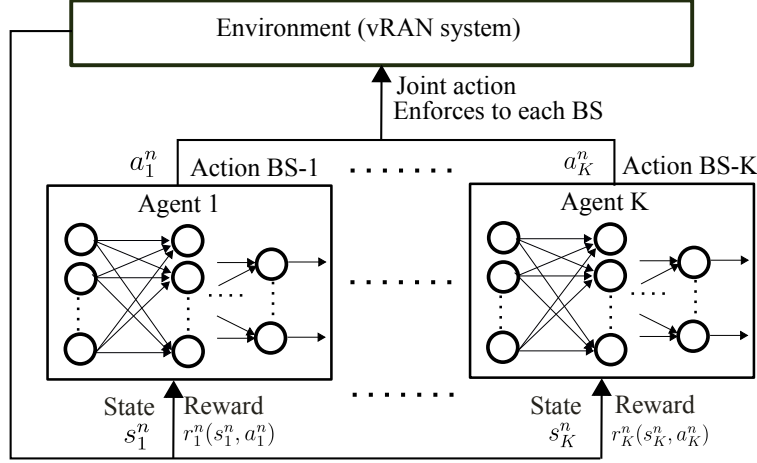 Environment (vRAN system)
Joint action
Enforces to each BS
$a_1^n$ Action BS-1 ....... $a_K^n$ Action BS-K
Agent 1
Agent K
State Reward
$s_1^n$ $r_1^n(s_1^n, a_1^n)$
State Reward
$s_K^n$ $r_K^n(s_K^n, a_K^n)$